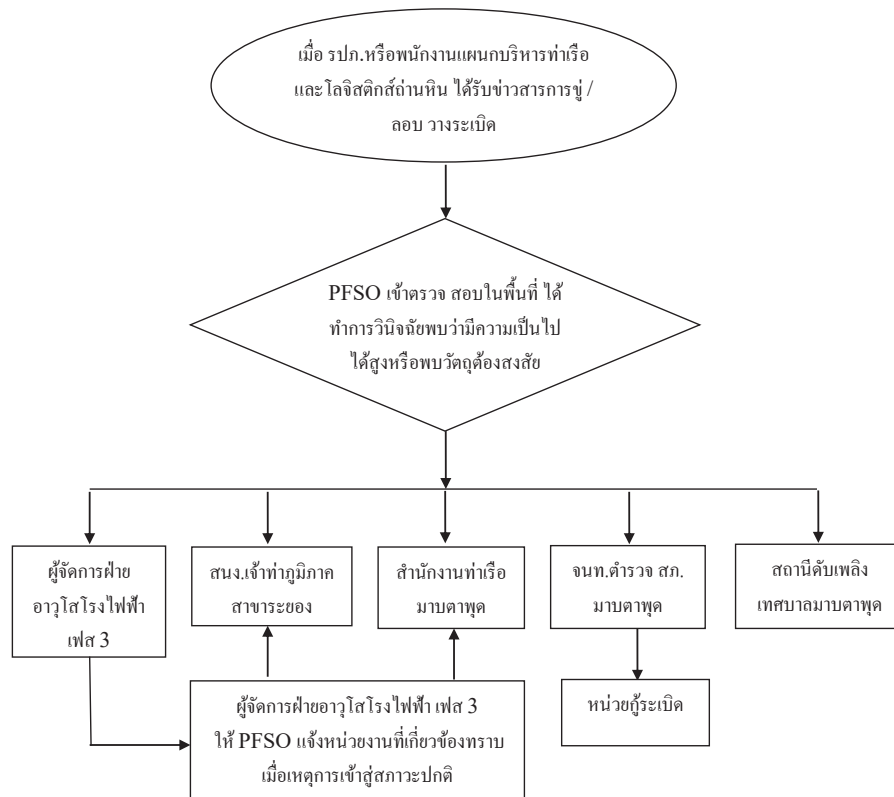 เมื่อ รปภ.หรือพนักงานแผนกบริหารท่าเรือ
และโลจิสติกส์ถ่านหิน ได้รับข่าวสารการขู่ /
ลอบ วางระเบิด
PFSO เข้าตรวจ สอบในพื้นที่ ได้
ทำการวินิจฉัยพบว่ามีความเป็นไป
ได้สูงหรือพบวัตถุต้องสงสัย
ผู้จัดการฝ่าย
อาวุโสโรงไฟฟ้า
เฟส 3
สนง.เจ้าท่าภูมิภาค
สาขาระยอง
สำนักงานท่าเรือ
มาบตาพุด
จนท.ตำรวจ สภ.
มาบตาพุด
สถานีดับเพลิง
เทศบาลมาบตาพุด
ผู้จัดการฝ่ายอาวุโสโรงไฟฟ้า เฟส 3
ให้ PFSO แจ้งหน่วยงานที่เกี่ยวข้องทราบ
เมื่อเหตุการเข้าสู่สภาวะปกติ
หน่วยกู้ระเบิด